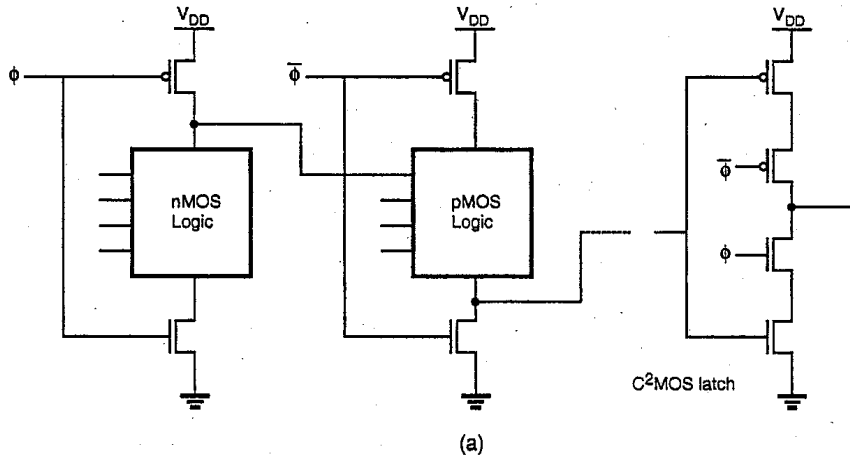 V_DD V_DD V_DD
ϕ
ϕ̅
nMOS
Logic
pMOS
Logic
ϕ̅
ϕ
C²MOS latch
(a)